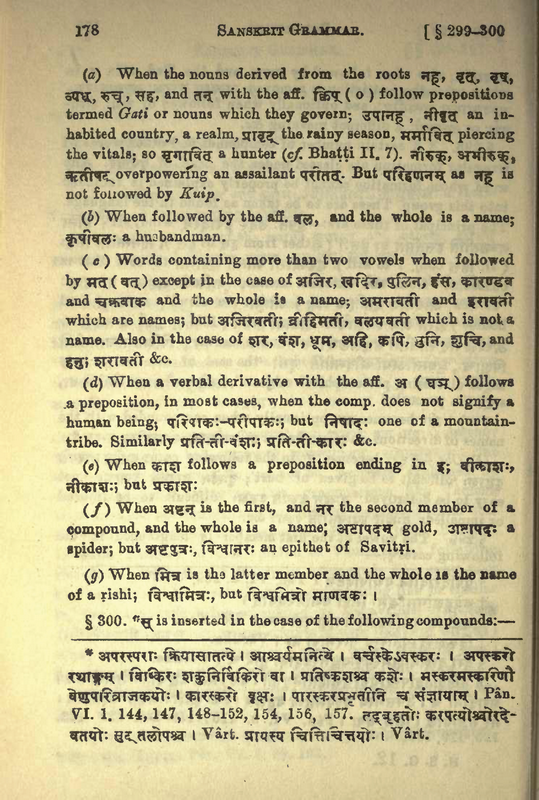 178 SANSKRIT GRAMMAR. [ § 299–300
(a) When the nouns derived from the roots नह्, वृत्, वृष्,
व्यध्, रुच्, सह, and तन् with the aff. क्विप् ( o ) follow prepositions
termed Gati or nouns which they govern; उपानह्, नीवृत् an in-
habited country, a realm, प्रावृट् the rainy season, मर्मावित् piercing
the vitals; so मृगावित् a hunter (cf. Bhaṭṭi II. 7). नीरुक्, अभीरुक्,
ऋतीषट् overpowering an assailant परीतत्. But परिणहनम् as नह् is
not followed by Kuip.
(b) When followed by the aff. वल, and the whole is a name;
कृषीवलः a husbandman.
(c) Words containing more than two vowels when followed
by मत् (वत्) except in the case of अजिर, खदिर, पुलिन, हंस, कारण्डव
and चक्रवाक and the whole is a name; अमरावती and इरावती
which are names; but अजिरवती; व्रीहिमती, वलयवती which is not a
name. Also in the case of शर, वंश, धूम, अहि, कपि, मुनि, शुचि, and
हनु; शरावती &c.
(d) When a verbal derivative with the aff. अ (घञ्) follows
a preposition, in most cases, when the comp. does not signify a
human being; परिपाकः–परीपाकः; but निषादः one of a mountain-
tribe. Similarly प्रति-ती-वेशः; प्रति-ती-कारः &c.
(e) When काश follows a preposition ending in इ; वीकाशः,
नीकाशः; but प्रकाशः
(f) When अष्टन् is the first, and नर the second member of a
compound, and the whole is a name; अष्टापदम् gold, अष्टापदः a
spider; but अष्टपुत्रः, विश्वानरः an epithet of Savitṛi.
(g) When मित्र is the latter member and the whole is the name
of a rishi; विश्वामित्रः, but विश्वमित्रो माणवकः ।
§ 300. *स् is inserted in the case of the following compounds:—
* अपरस्पराः क्रियासातत्ये । आश्चर्यमनित्ये । वर्चस्केऽवस्करः । अपस्करो
रथाङ्गम् । विष्किरः शकुनिर्विकिरो वा । प्रतिष्कशश्च कशेः । मस्करमस्करिणौ
वेणुपरिव्राजकयोः । कारस्करो वृक्षः । पारस्करप्रभृतीनि च संज्ञायाम् । Pân.
VI. 1. 144, 147, 148–152, 154, 156, 157. तद्बृहतोः करपत्योश्चोरदे-
वतयोः सुट् तलोपश्च । Vârt. प्रायस्य चित्तिचित्तयोः । Vârt.